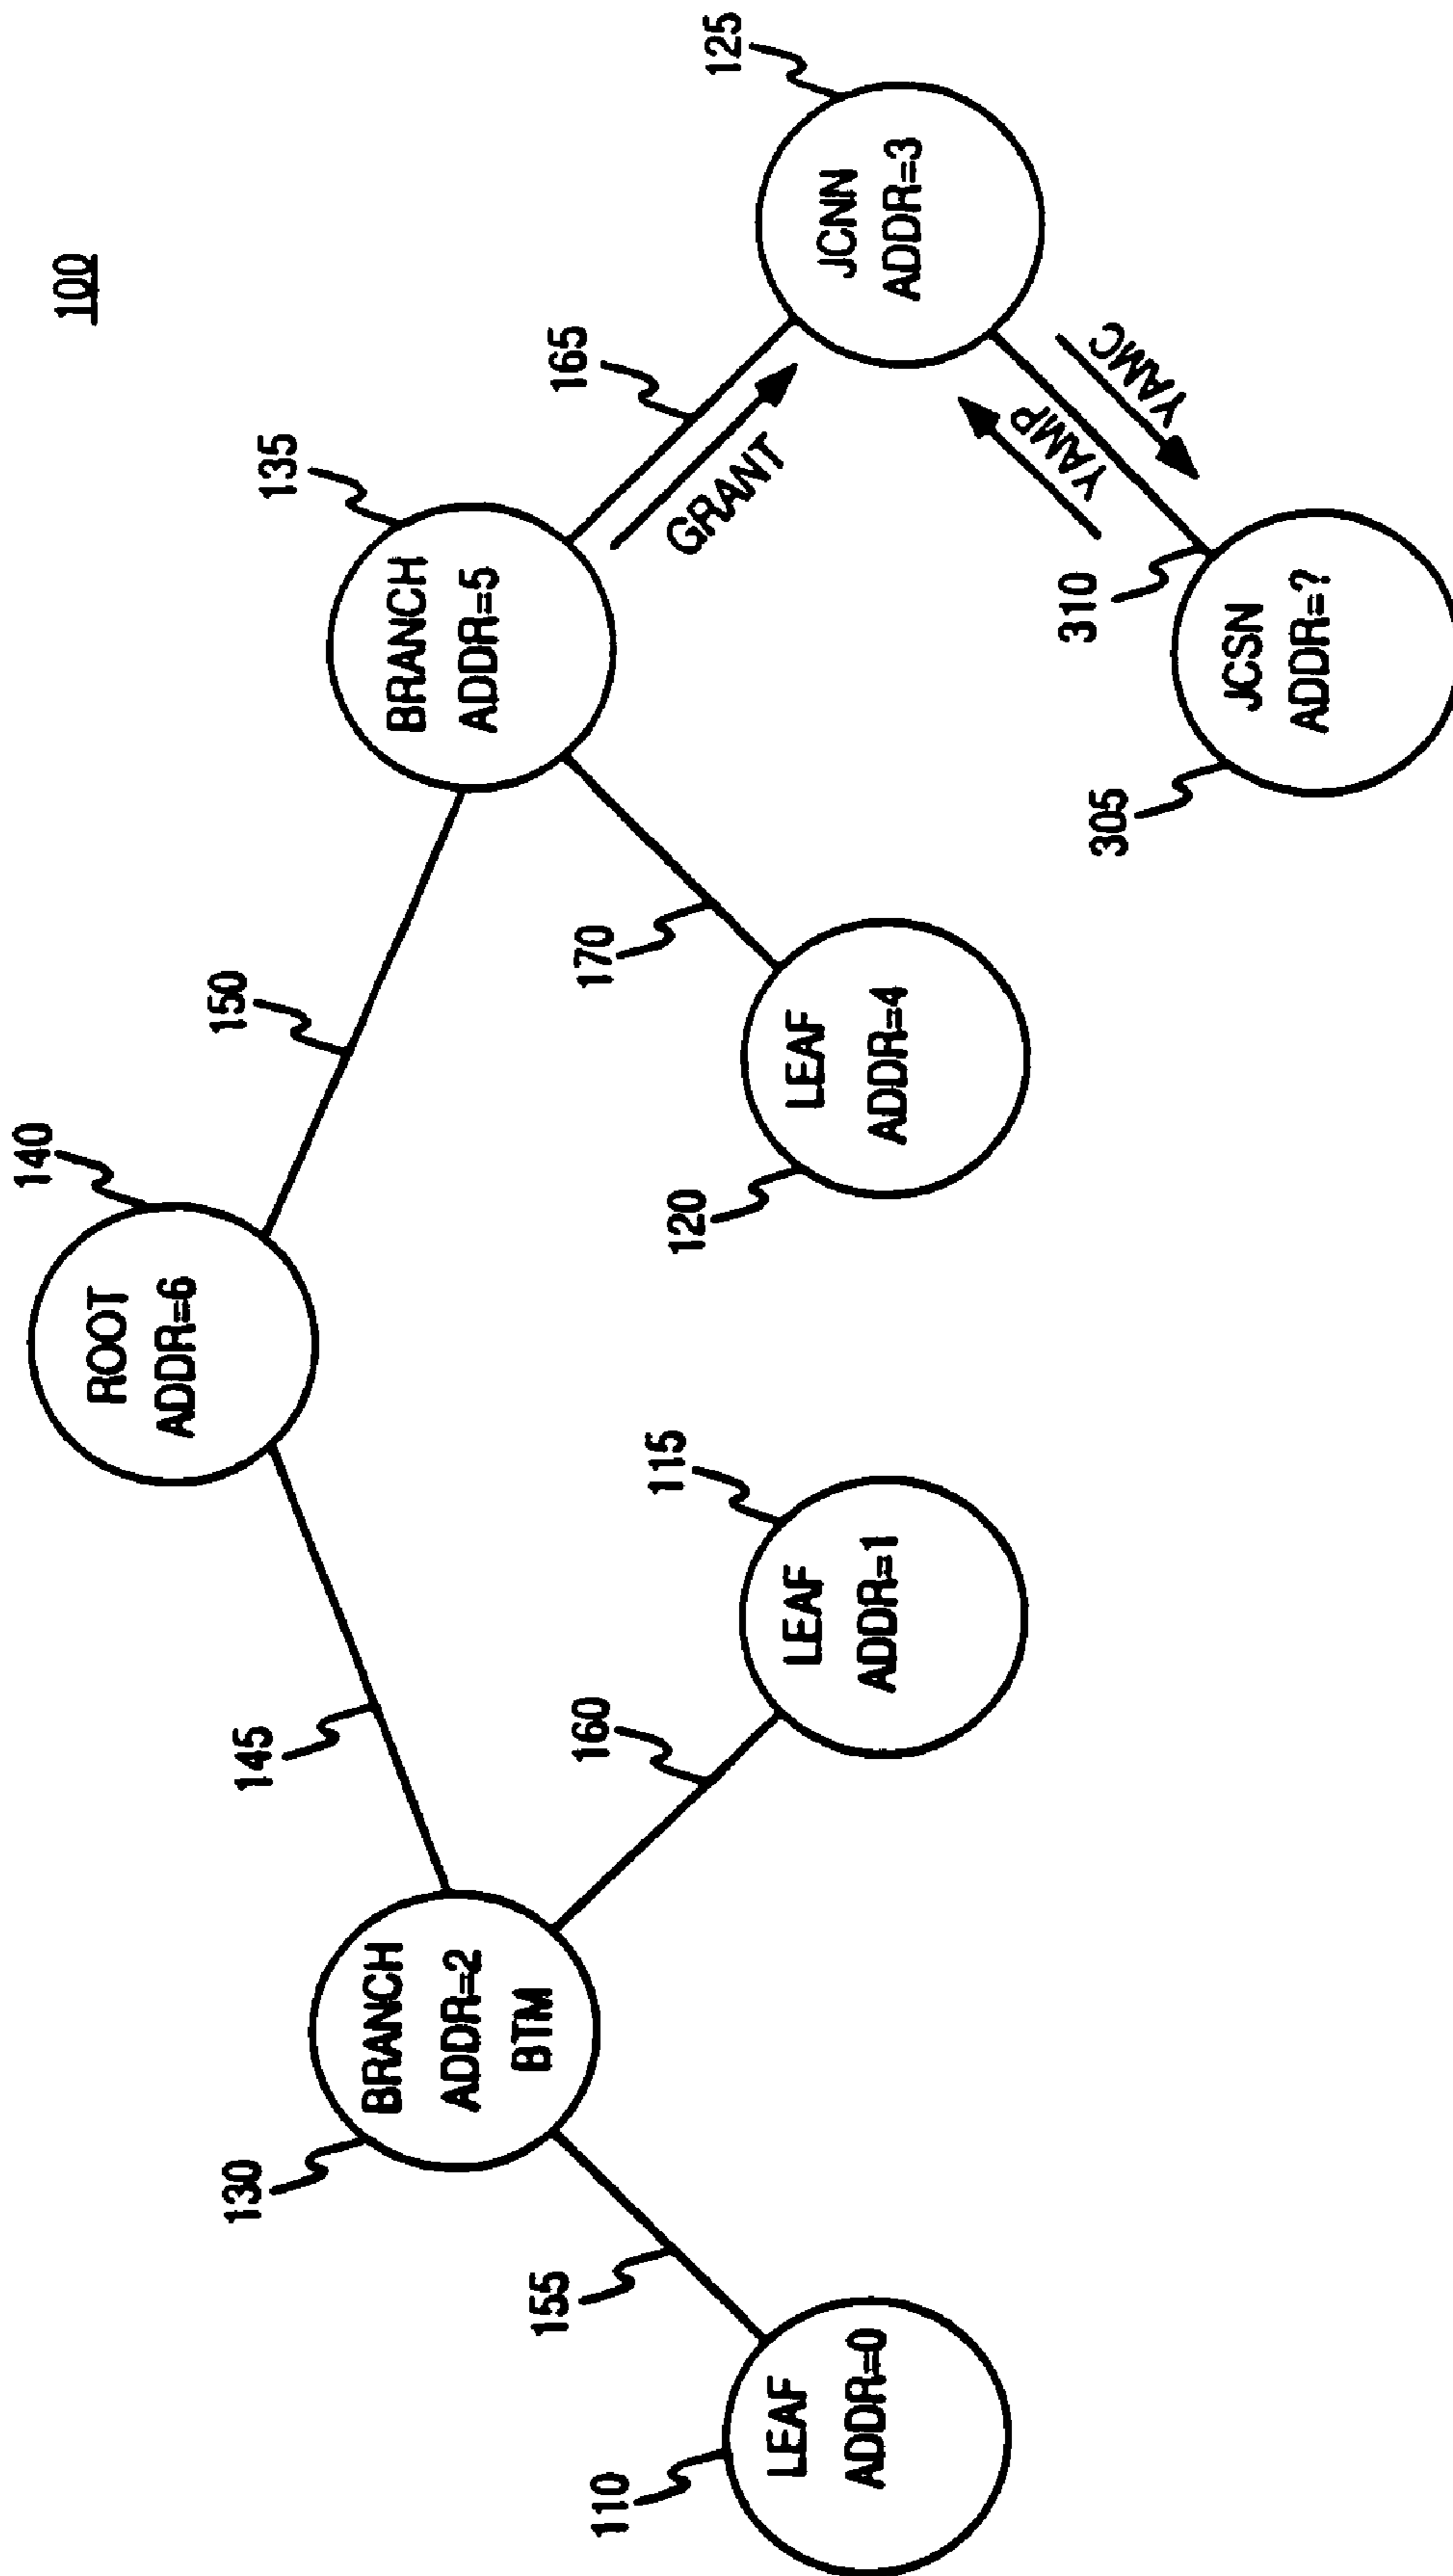 100
140
ROOT
ADDR=6
145
150
130
BRANCH
ADDR=2
BTM
135
BRANCH
ADDR=5
155
160
170
165
GRANT
110
LEAF
ADDR=0
115
LEAF
ADDR=1
120
LEAF
ADDR=4
125
JCNN
ADDR=3
YAMP
YAMC
310
305
JCSN
ADDR=?